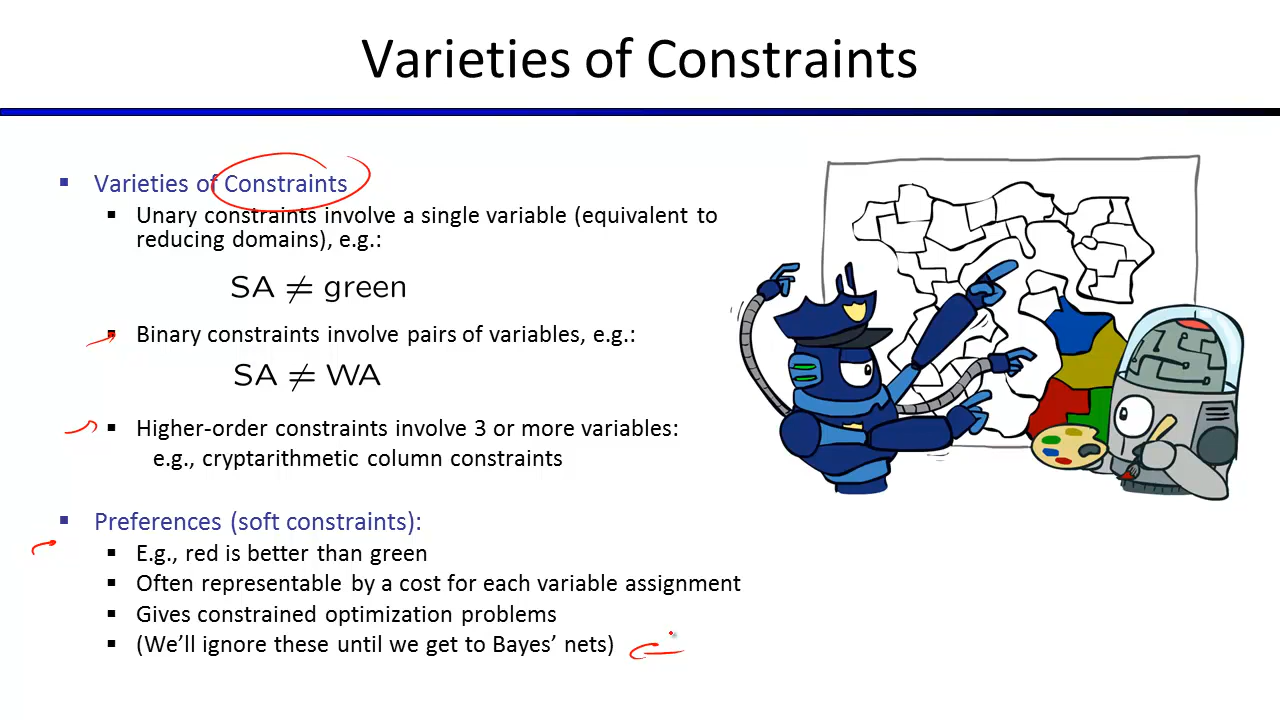 Varieties of Constraints
▪ Varieties of Constraints
▪ Unary constraints involve a single variable (equivalent to
reducing domains), e.g.:
SA ≠ green
▪ Binary constraints involve pairs of variables, e.g.:
SA ≠ WA
▪ Higher-order constraints involve 3 or more variables:
e.g., cryptarithmetic column constraints
▪ Preferences (soft constraints):
▪ E.g., red is better than green
▪ Often representable by a cost for each variable assignment
▪ Gives constrained optimization problems
▪ (We’ll ignore these until we get to Bayes’ nets)